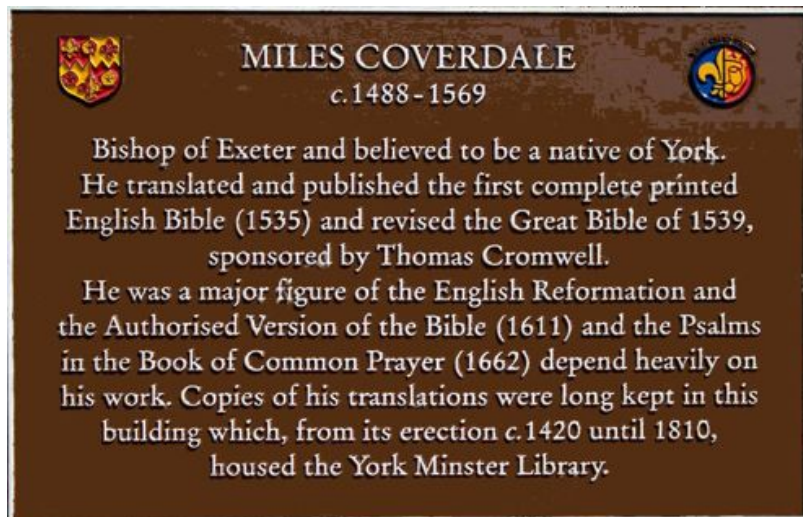 MILES COVERDALE
c.1488-1569
Bishop of Exeter and believed to be a native of York.
He translated and published the first complete printed
English Bible (1535) and revised the Great Bible of 1539,
sponsored by Thomas Cromwell.
He was a major figure of the English Reformation and
the Authorised Version of the Bible (1611) and the Psalms
in the Book of Common Prayer (1662) depend heavily on
his work. Copies of his translations were long kept in this
building which, from its erection c.1420 until 1810,
housed the York Minster Library.